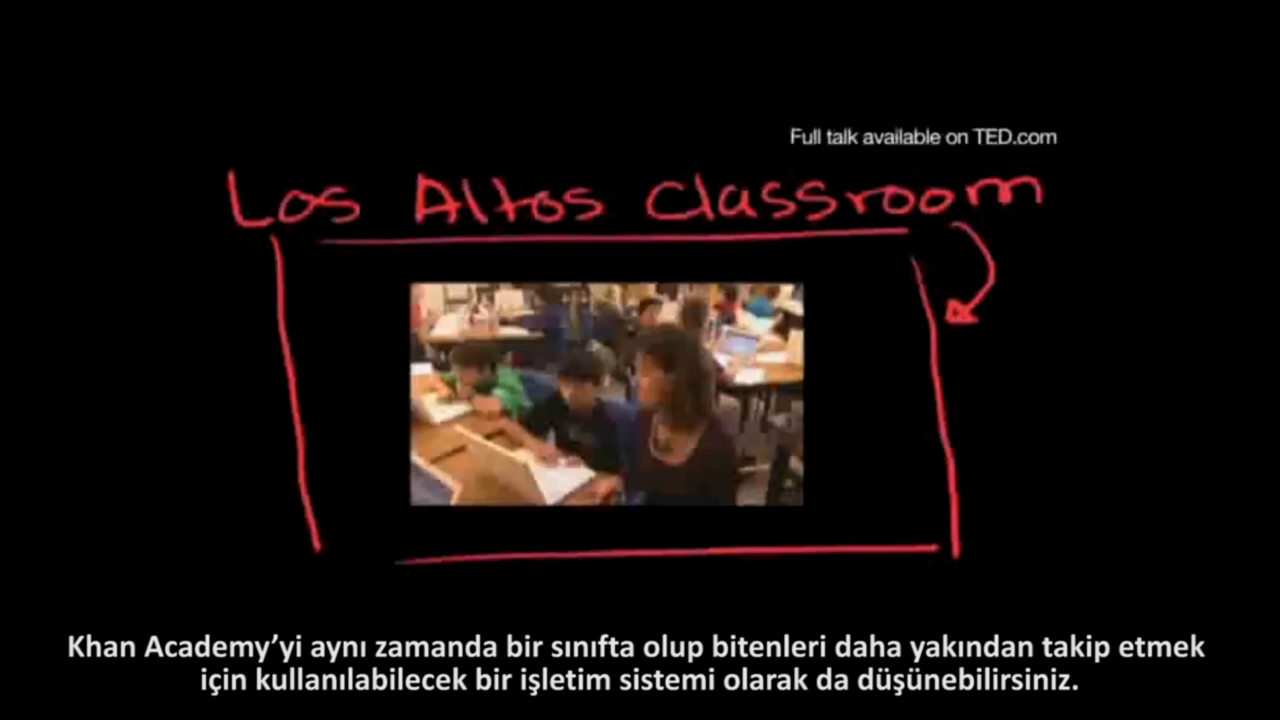 Full talk available on TED.com
Los Altos Classroom
Khan Academy’yi aynı zamanda bir sınıfta olup bitenleri daha yakından takip etmek
için kullanılabilecek bir işletim sistemi olarak da düşünebilirsiniz.